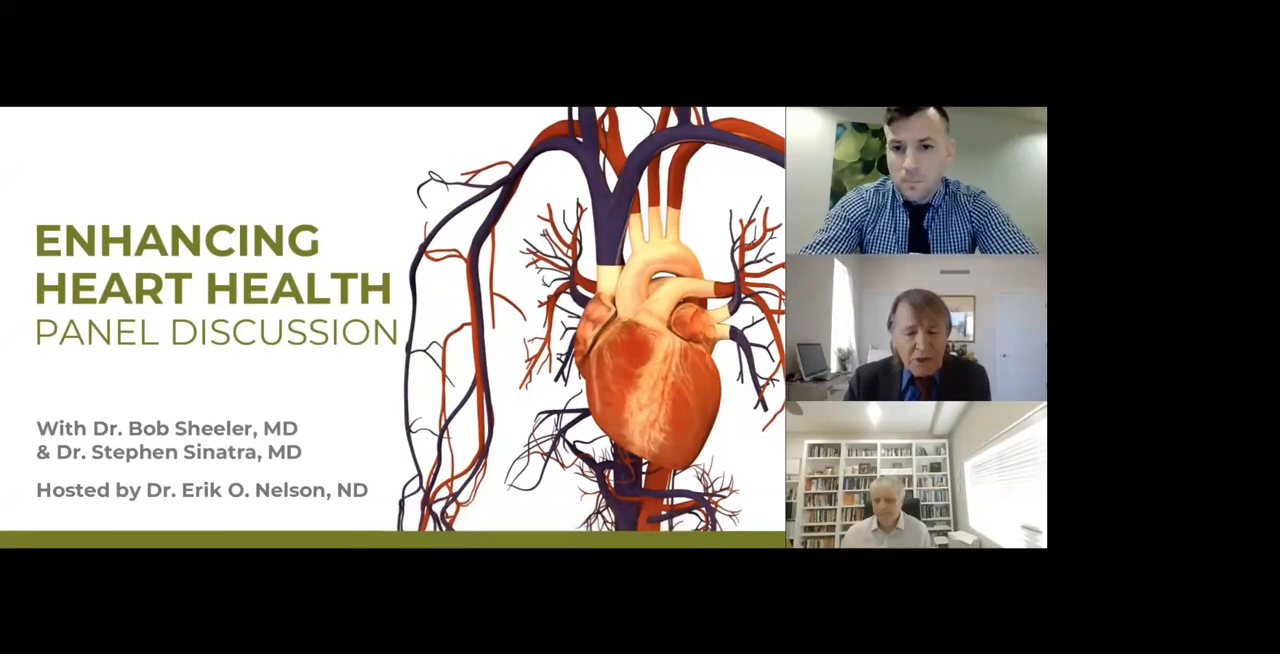 ENHANCING
HEART HEALTH
PANEL DISCUSSION
With Dr. Bob Sheeler, MD
& Dr. Stephen Sinatra, MD
Hosted by Dr. Erik O. Nelson, ND